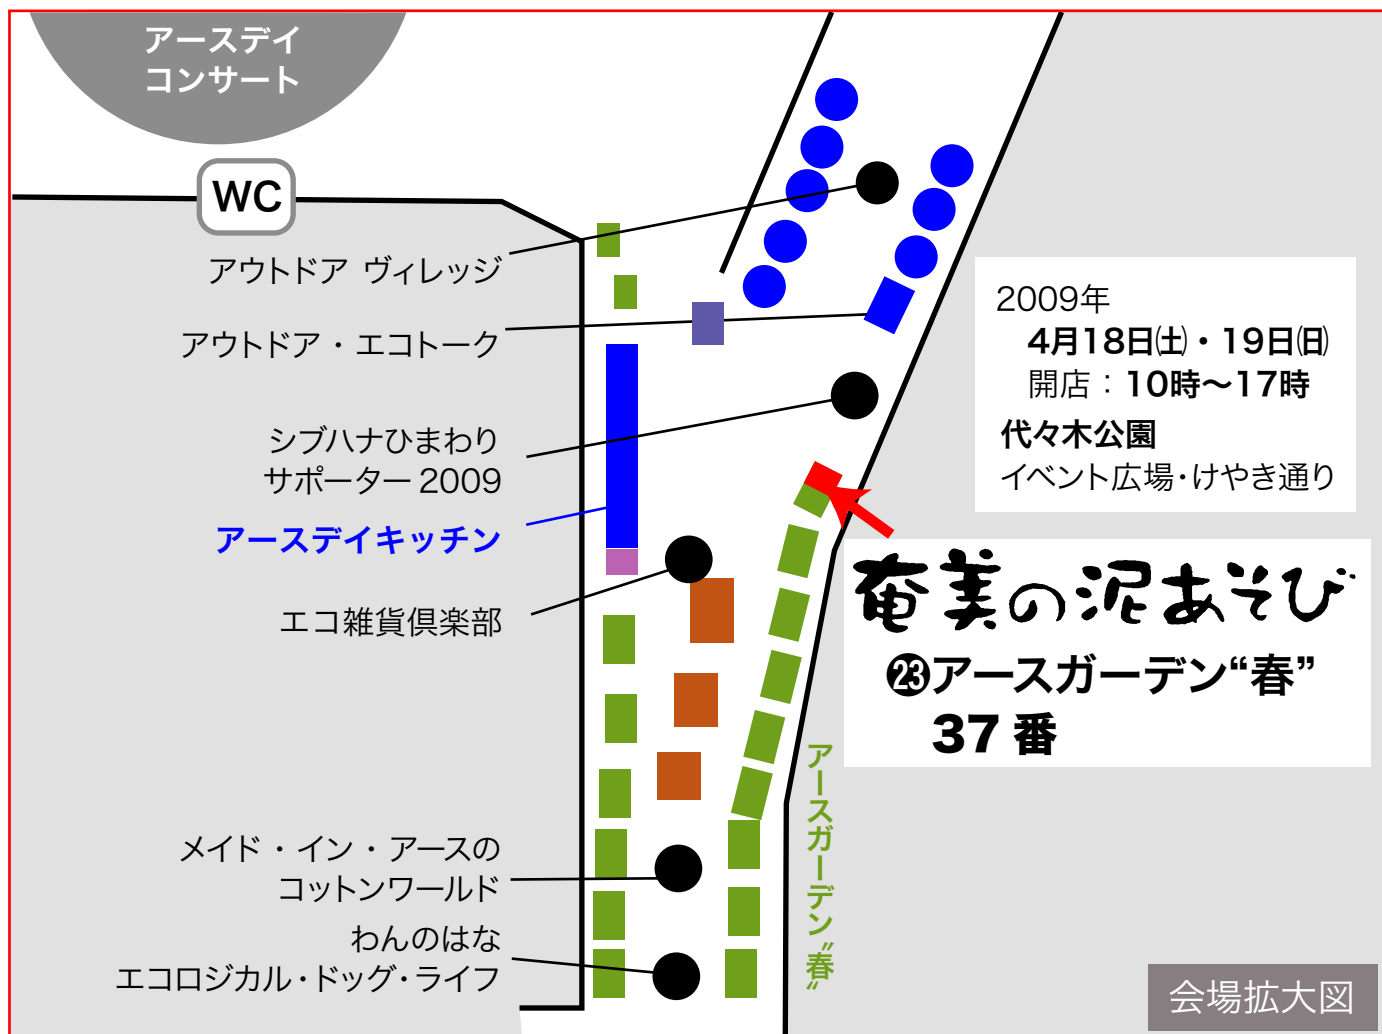 アースデイ
コンサート
WC
アウトドア ヴィレッジ
アウトドア・エコトーク
シブハナひまわり
サポーター 2009
アースデイキッチン
エコ雑貨倶楽部
メイド・イン・アースの
コットンワールド
わんのはな
エコロジカル・ドッグ・ライフ
2009年
4月18日㈯・19日㈰
開店：10時〜17時
代々木公園
イベント広場・けやき通り
奄美の泥あそび
㉓アースガーデン“春”
37番
アースガーデン〝春〟
会場拡大図